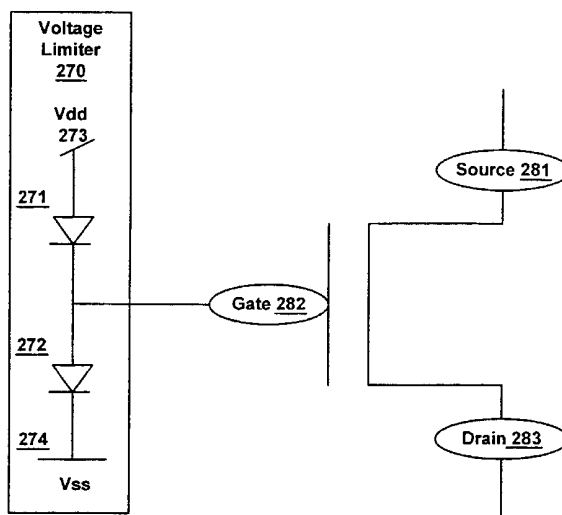 Voltage
Limiter
270
Vdd
273
271
272
274
Vss
Gate 282
Source 281
Drain 283